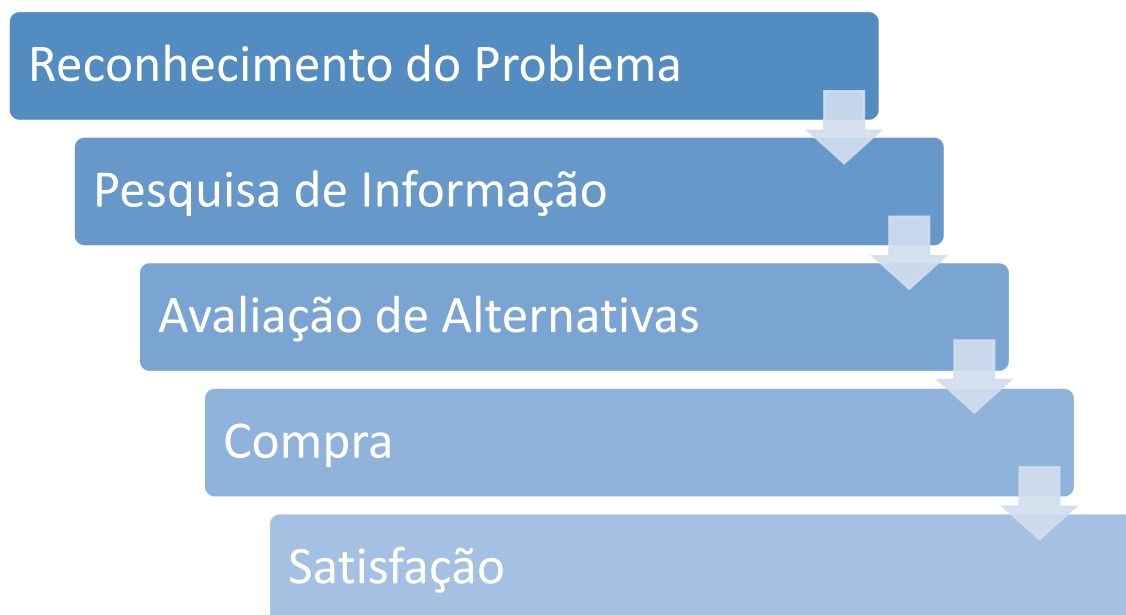 Reconhecimento do Problema
Pesquisa de Informação
Avaliação de Alternativas
Compra
Satisfação